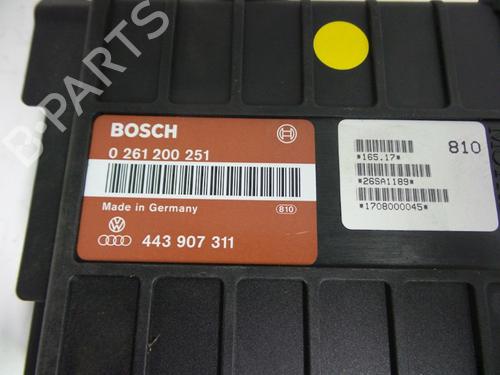 B-PARTS
BOSCH
0 261 200 251
Made in Germany
810
443 907 311
810
*165.17*
*26SA1189*
*1708000045*